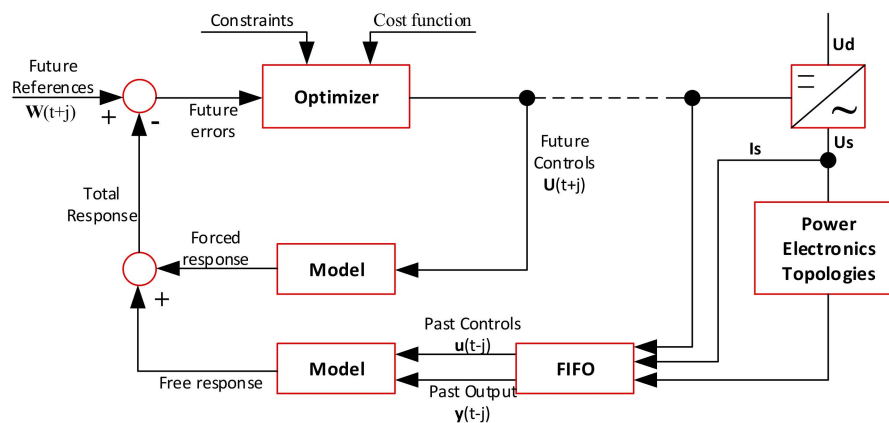 Constraints
Cost function
Ud
Future
References
W(t+j)
+
-
Future
errors
Optimizer
=
~
Us
Is
Future
Controls
U(t+j)
Total
Response
Forced
response
Model
+
Power
Electronics
Topologies
Past Controls
u(t-j)
Free response
Model
Past Output
y(t-j)
FIFO